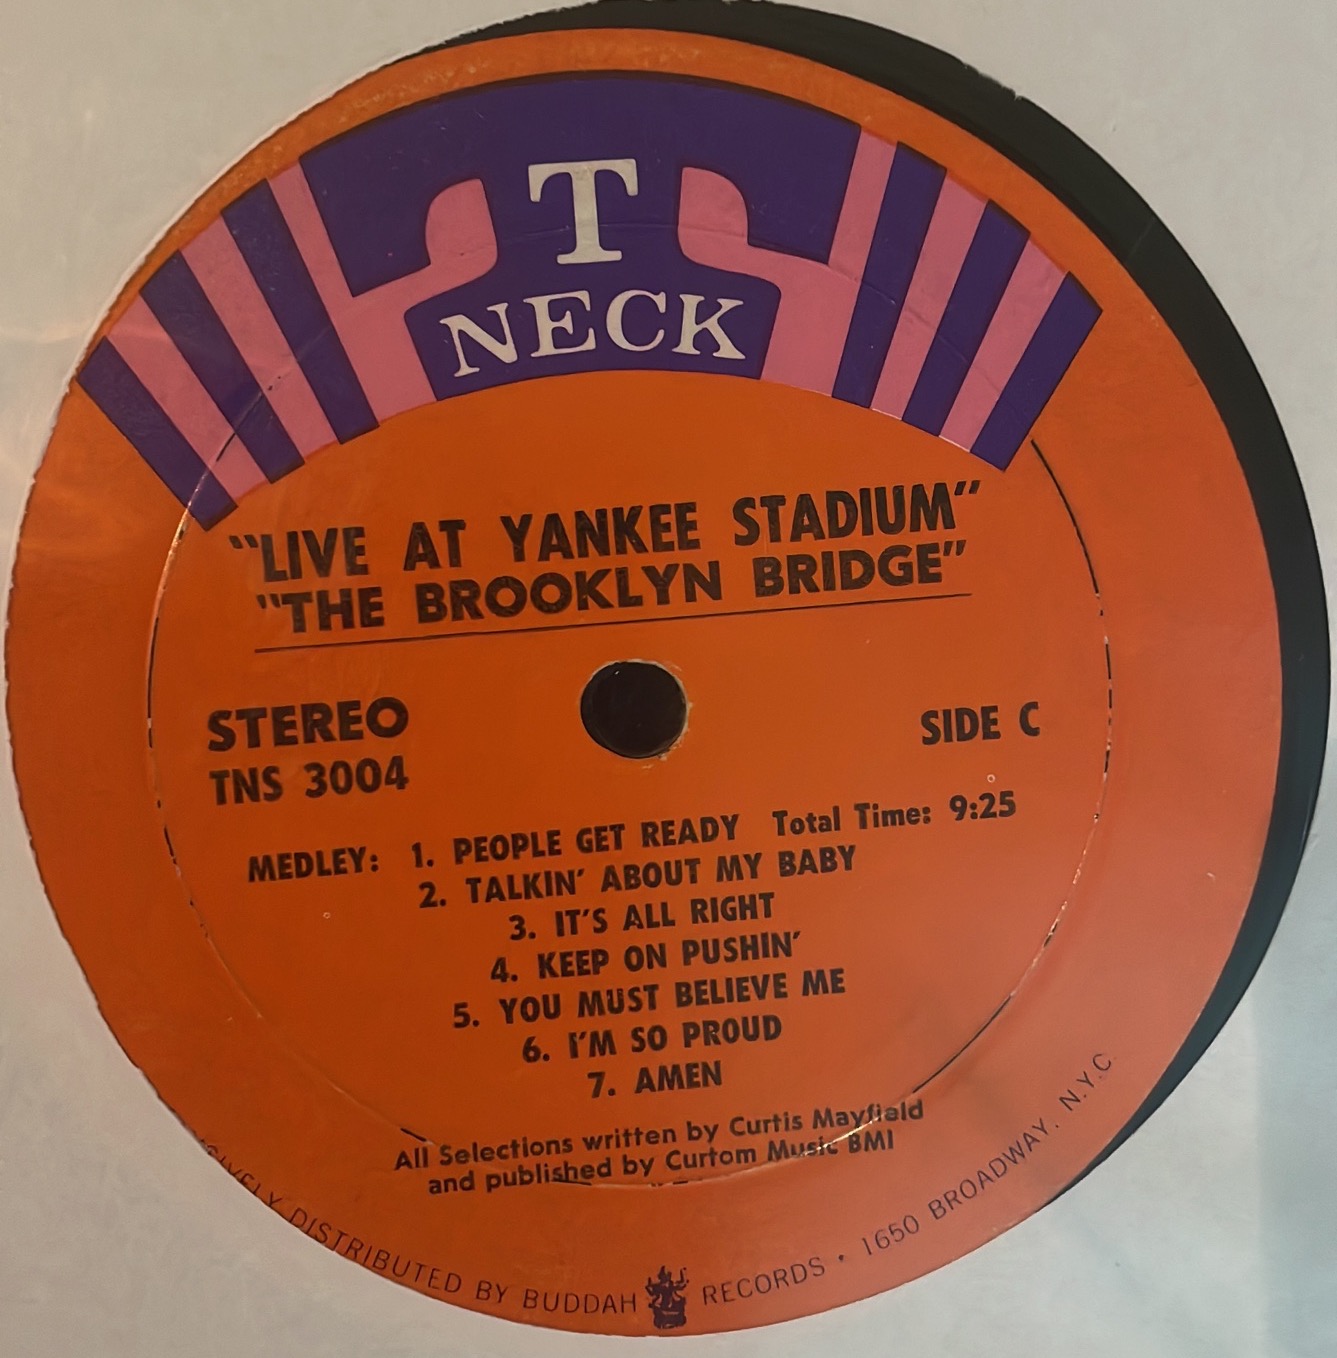 T
NECK
"LIVE AT YANKEE STADIUM"
"THE BROOKLYN BRIDGE"
STEREO
SIDE C
TNS 3004
MEDLEY: 1. PEOPLE GET READY Total Time: 9:25
2. TALKIN' ABOUT MY BABY
3. IT'S ALL RIGHT
4. KEEP ON PUSHIN'
5. YOU MUST BELIEVE ME
6. I'M SO PROUD
7. AMEN
All Selections written by Curtis Mayfield
and published by Curtom Music BMI
DISTRIBUTED BY BUDDAH RECORDS • 1650 BROADWAY, N.Y.C.